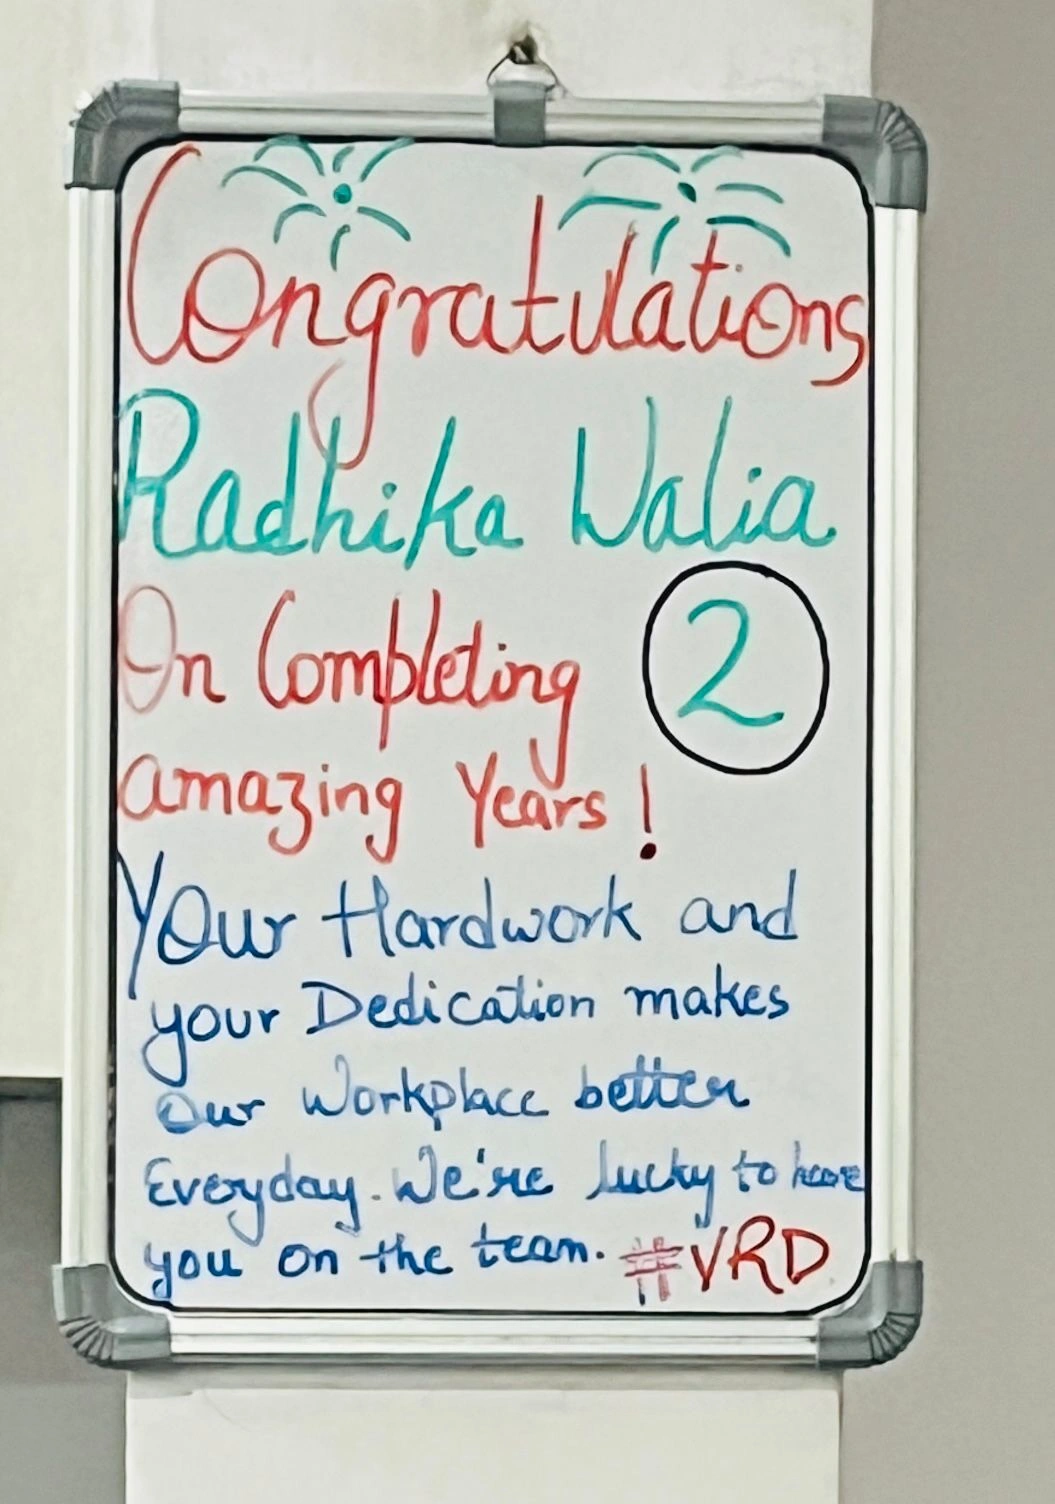 Congratulations
Radhika Walia
On Completing 2
amazing Years!
Your Hardwork and
your Dedication makes
Our Workplace better
Everyday. We're lucky to have
you on the team. #VRD